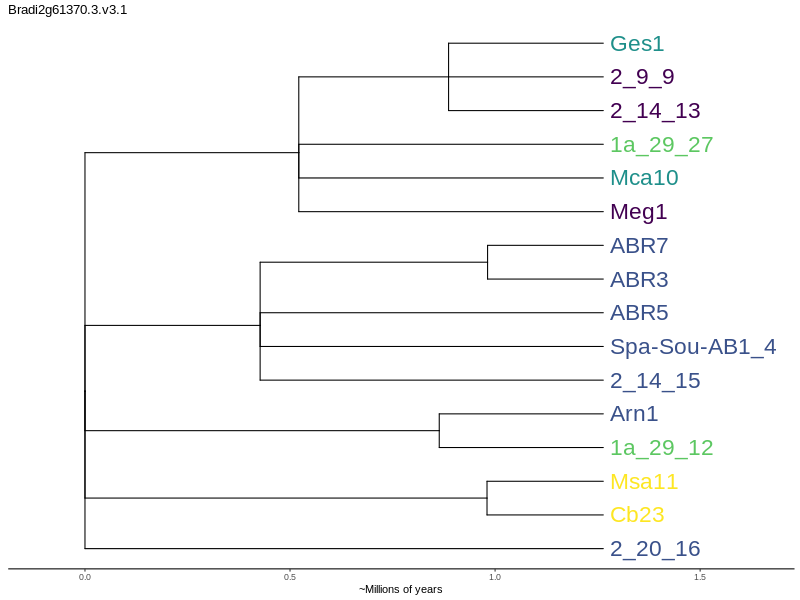 Bradi2g61370.3.v3.1
Ges1
2_9_9
2_14_13
1a_29_27
Mca10
Meg1
ABR7
ABR3
ABR5
Spa-Sou-AB1_4
2_14_15
Arn1
1a_29_12
Msa11
Cb23
2_20_16
0.0 0.5 1.0 1.5
~Millions of years